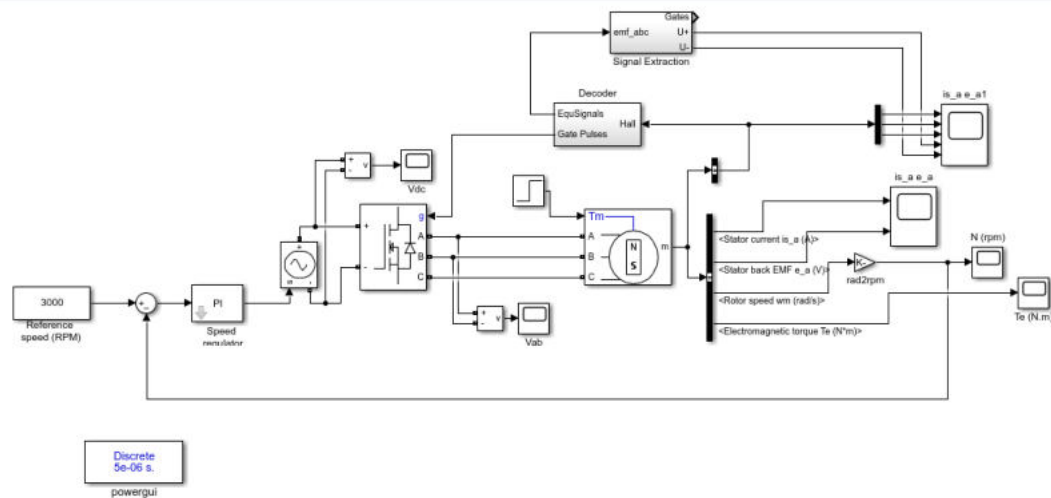 Gates
emf_abc
U+
U-
Signal Extraction
Decoder
EquSignals
Hall
Gate Pulses
is_a e_a1
+
v
-
Vdc
is_a e_a
g
Tm
+
A
A
m
N
<Stator current is_a (A)>
N (rpm)
+
B
B
S
-
C
C
<Stator back EMF e_a (V)>
K-
rad2rpm
s
-
<Rotor speed wm (rad/s)>
3000
+
-
PI
+
v
-
Te (N.m
Reference
speed (RPM)
Speed
regulator
Vab
<Electromagnetic torque Te (N*m)>
Discrete
5e-06 s.
powergui